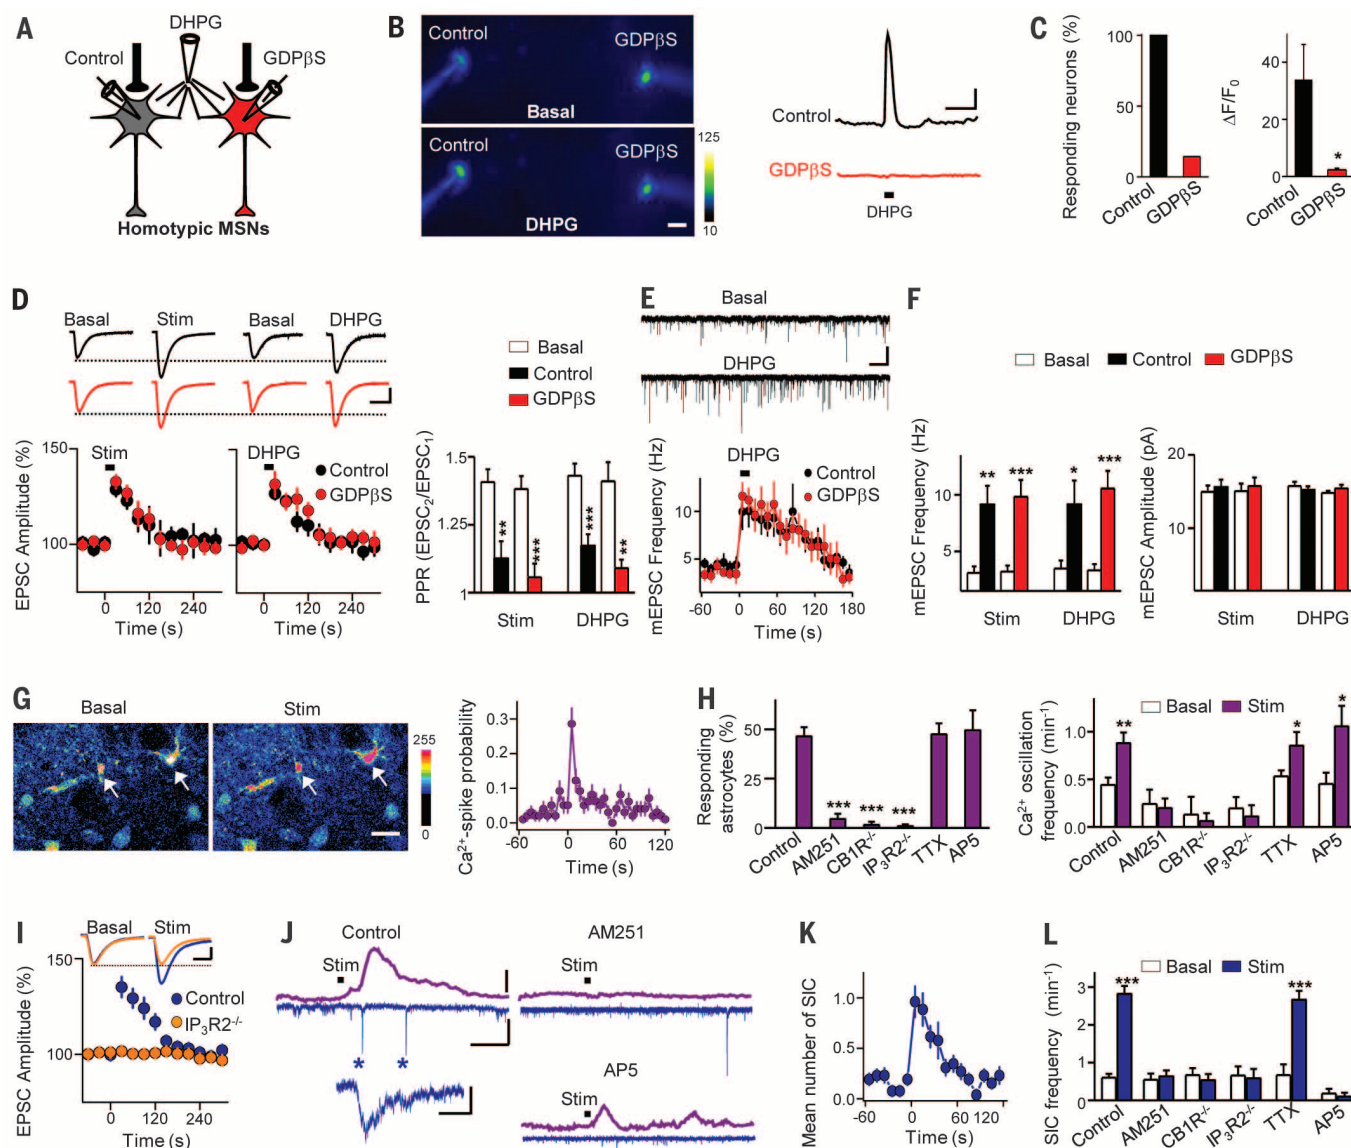 A
DHPG
Control
GDPβS
Homotypic MSNs
B
Control
GDPβS
Basal
Control
GDPβS
DHPG
125
10
Control
GDPβS
DHPG
C
Responding neurons (%)
100
50
0
Control
GDPβS
ΔF/F0
40
20
0
*
Control
GDPβS
D
Basal
Stim
Basal
DHPG
EPSC Amplitude (%)
150
100
Stim
0
120
240
Time (s)
DHPG
Control
GDPβS
0
120
240
Time (s)
Basal
Control
GDPβS
PPR (EPSC2/EPSC1)
1.5
1.25
1
**
***
***
**
Stim
DHPG
E
Basal
DHPG
mEPSC Frequency (Hz)
10
5
DHPG
Control
GDPβS
-60
0
60
120
180
Time (s)
F
Basal
Control
GDPβS
mEPSC Frequency (Hz)
10
5
**
***
*
***
Stim
DHPG
mEPSC Amplitude (pA)
20
10
Stim
DHPG
G
Basal
Stim
255
0
Ca2+-spike probability
0.3
0.2
0.1
0.0
-60
0
60
120
Time (s)
H
Responding astrocytes (%)
50
25
0
***
***
***
Control
AM251
CB1R-/-
IP3R2-/-
TTX
AP5
Ca2+ oscillation frequency (min-1)
1.0
0.5
0.0
Basal
Stim
**
*
*
Control
AM251
CB1R-/-
IP3R2-/-
TTX
AP5
I
Basal
Stim
EPSC Amplitude (%)
150
100
Control
IP3R2-/-
0
120
240
Time (s)
J
Control
Stim
*
*
AM251
Stim
AP5
Stim
K
Mean number of SIC
1.0
0.5
0.0
-60
0
60
120
Time (s)
L
SIC frequency (min-1)
3
2
1
0
Basal
Stim
***
***
Control
AM251
CB1R-/-
IP3R2-/-
TTX
AP5